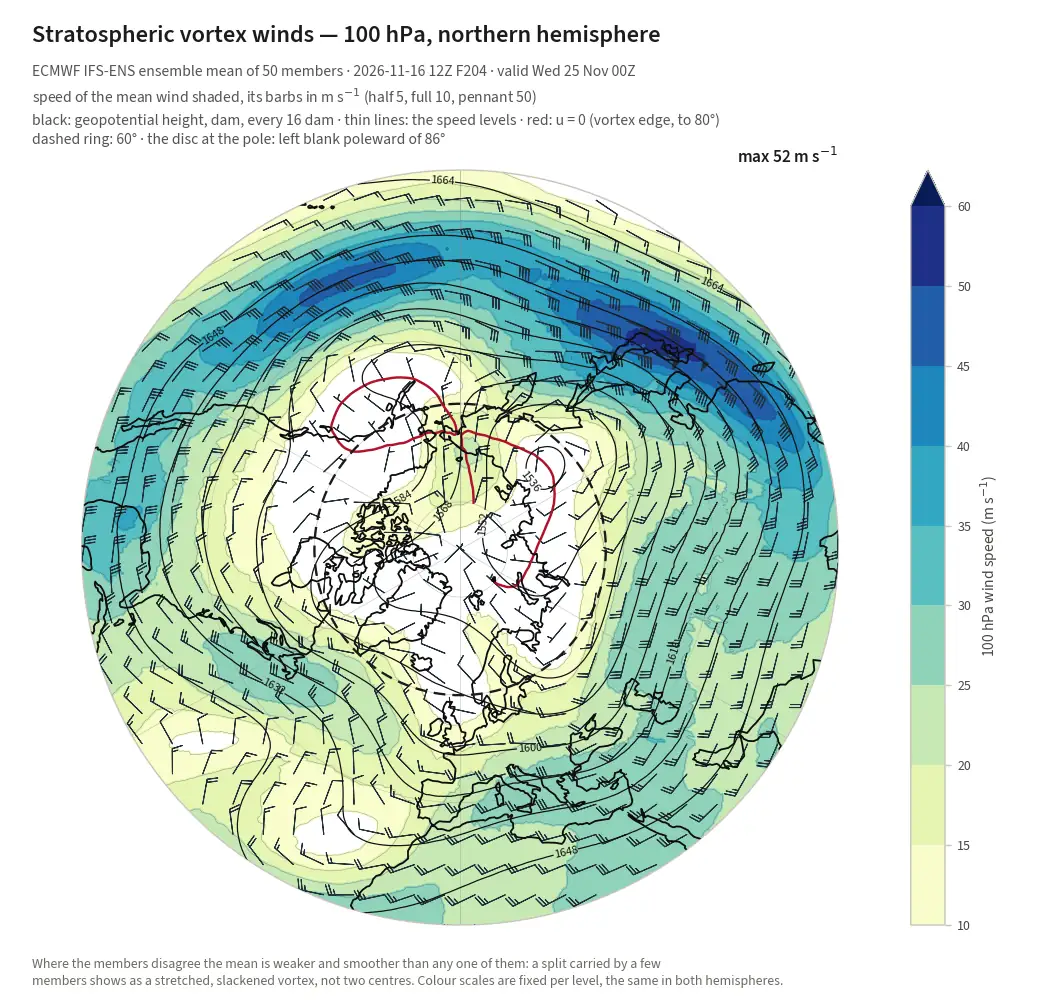 Stratospheric vortex winds — 100 hPa, northern hemisphere
ECMWF IFS-ENS ensemble mean of 50 members · 2026-11-16 12Z F204 · valid Wed 25 Nov 00Z
speed of the mean wind shaded, its barbs in m s⁻¹ (half 5, full 10, pennant 50)
black: geopotential height, dam, every 16 dam · thin lines: the speed levels · red: u = 0 (vortex edge, to 80°)
dashed ring: 60° · the disc at the pole: left blank poleward of 86°
max 52 m s⁻¹
1664
1664
1648
1536
1584
1568
1552
1632
1600
1648
60
50
45
40
35
30
25
20
15
10
100 hPa wind speed (m s⁻¹)
Where the members disagree the mean is weaker and smoother than any one of them: a split carried by a few
members shows as a stretched, slackened vortex, not two centres. Colour scales are fixed per level, the same in both hemispheres.